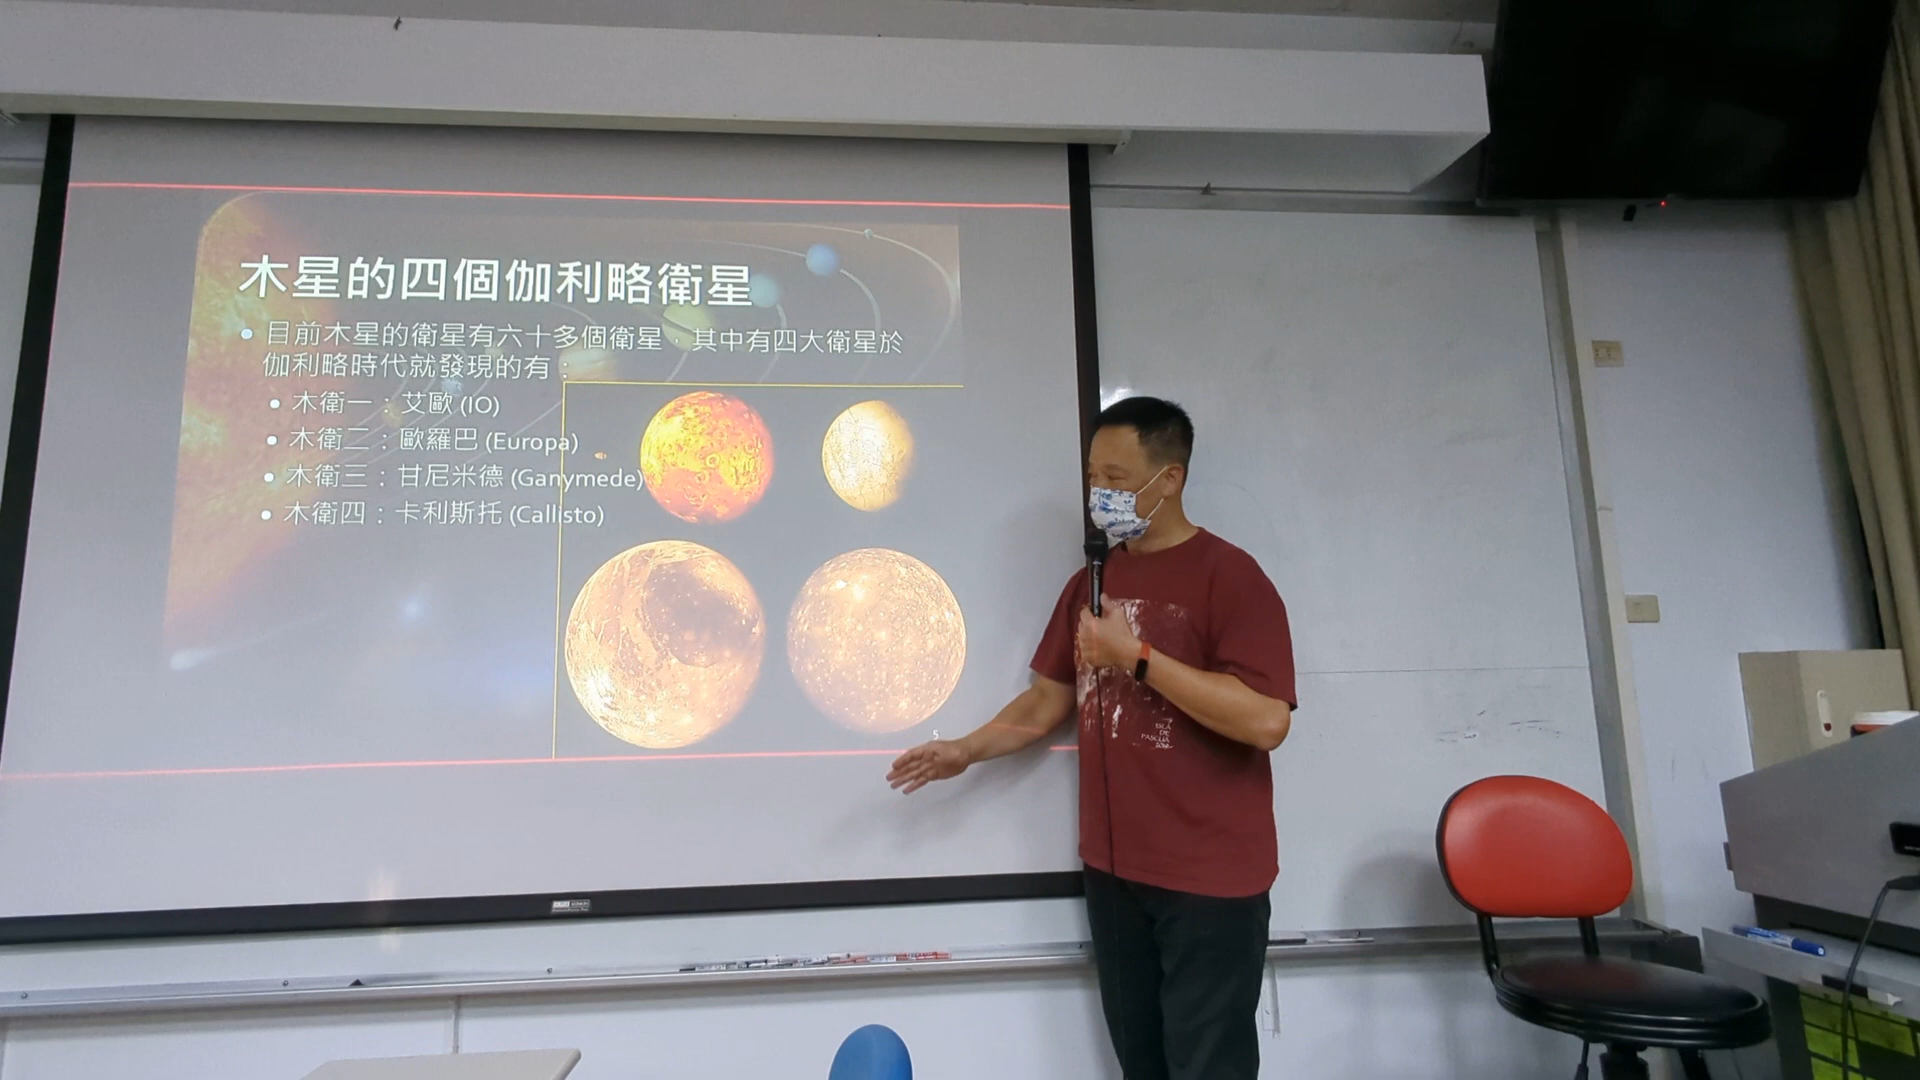 木星的四個伽利略衛星
• 目前木星的衛星有六十多個衛星，其中有四大衛星於
伽利略時代就發現的有：
• 木衛一：艾歐 (IO)
• 木衛二：歐羅巴 (Europa)
• 木衛三：甘尼米德 (Ganymede)
• 木衛四：卡利斯托 (Callisto)
5
ISLA
DE
PASCUA